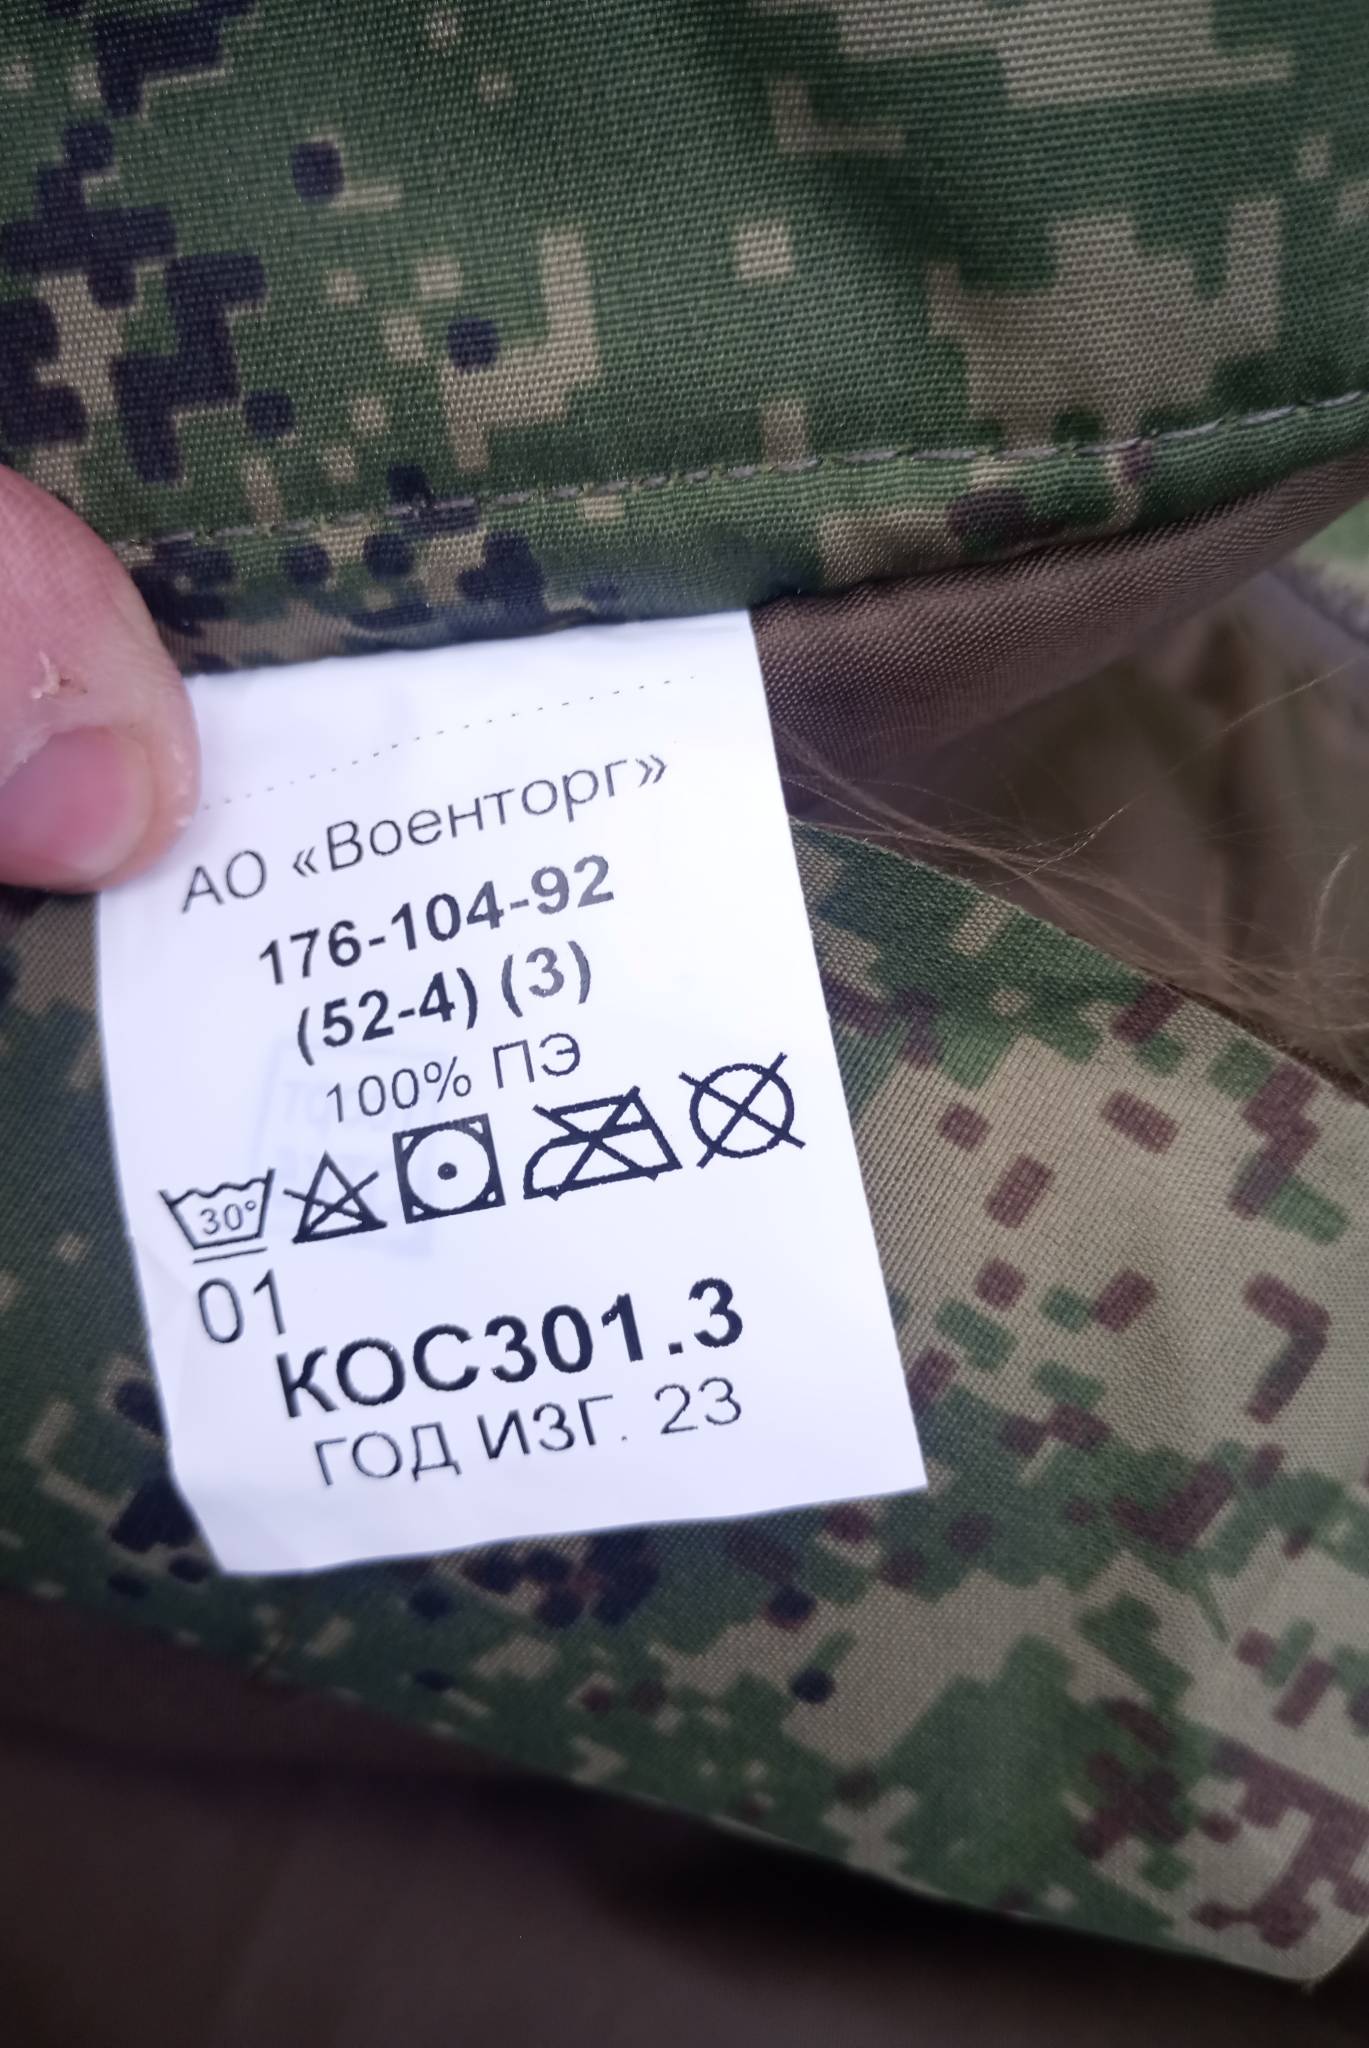 АО «Военторг»
176-104-92
(52-4) (3)
100% ПЭ
30°
01
КОС301.3
ГОД ИЗГ. 23